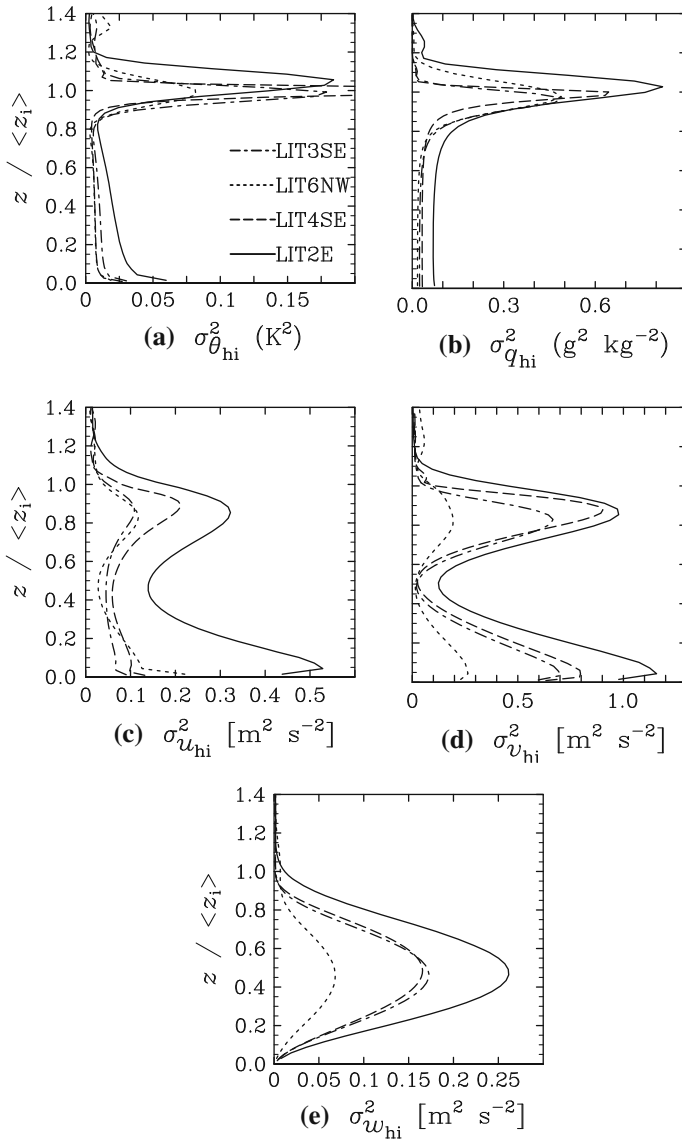 1.4
1.2
1.0
0.8
0.6
0.4
0.2
0.0
z / <z_i>
LIT3SE
LIT6NW
LIT4SE
LIT2E
0 0.05 0.1 0.15
(a) σ²_θ_hi (K²)
0.0 0.3 0.6
(b) σ²_q_hi (g² kg⁻²)
1.4
1.2
1.0
0.8
0.6
0.4
0.2
0.0
z / <z_i>
0 0.1 0.2 0.3 0.4 0.5
(c) σ²_u_hi [m² s⁻²]
0 0.5 1.0
(d) σ²_v_hi [m² s⁻²]
1.4
1.2
1.0
0.8
0.6
0.4
0.2
0.0
z / <z_i>
0 0.05 0.1 0.15 0.2 0.25
(e) σ²_w_hi [m² s⁻²]